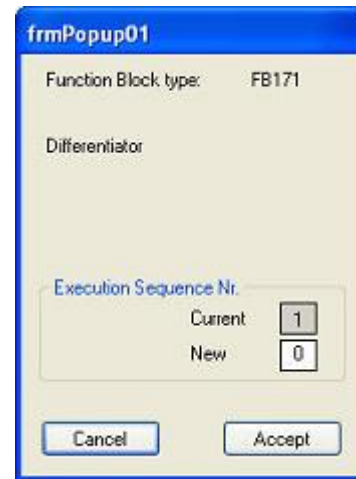 frmPopup01
Function Block type: FB171
Differentiator
Execution Sequence Nr.
Current 1
New 0
Cancel Accept